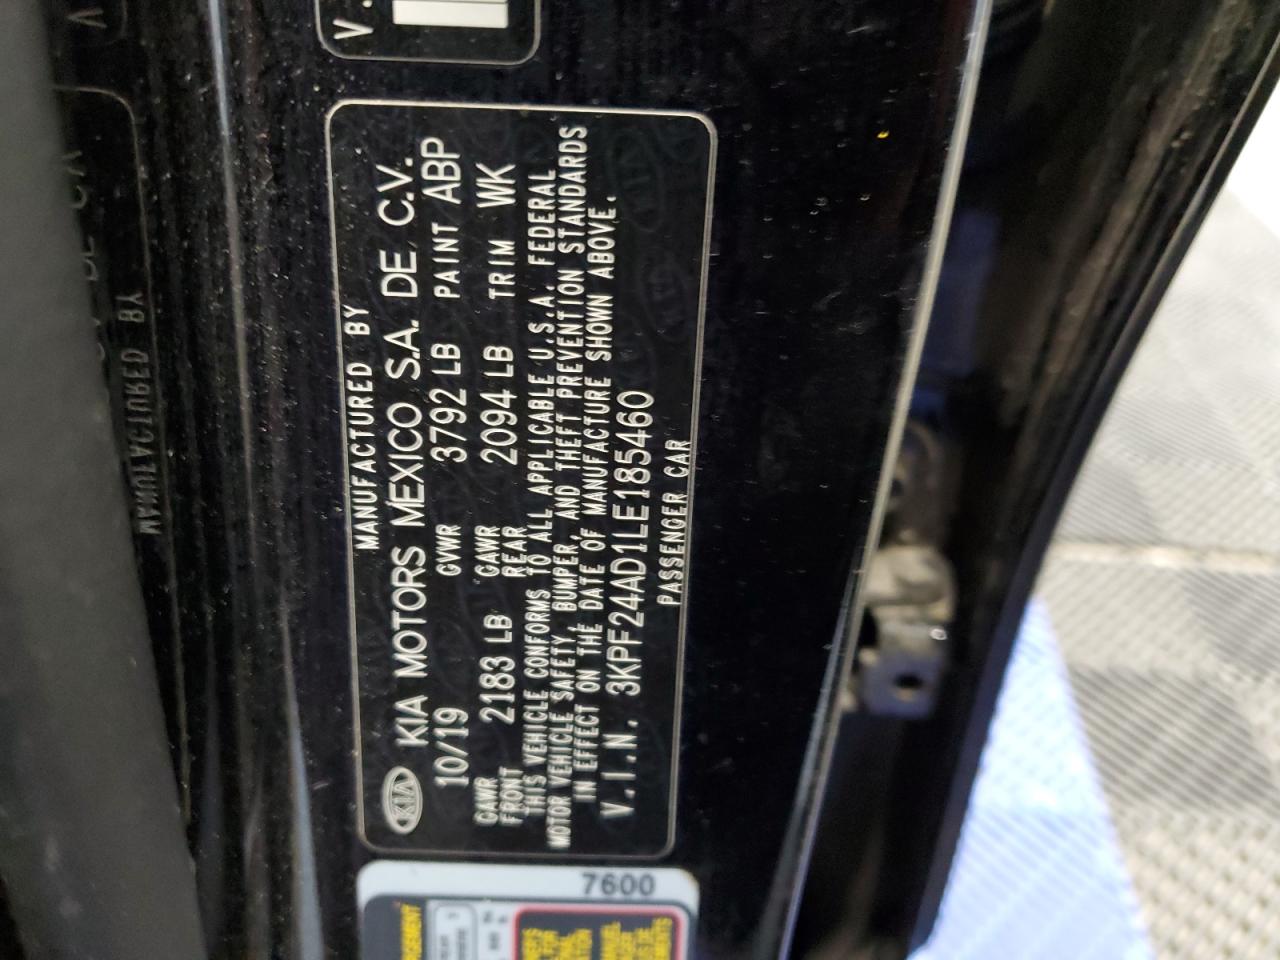 MANUFACTURED BY
KIA KIA MOTORS MEXICO S.A. DE C.V.
10/19 GVWR 3792 LB PAINT ABP
GAWR FRONT 2183 LB GAWR REAR 2094 LB TRIM WK
THIS VEHICLE CONFORMS TO ALL APPLICABLE U.S.A. FEDERAL
MOTOR VEHICLE SAFETY, BUMPER, AND THEFT PREVENTION STANDARDS
IN EFFECT ON THE DATE OF MANUFACTURE SHOWN ABOVE.
V.I.N. 3KPF24AD1LE185460
PASSENGER CAR
7600